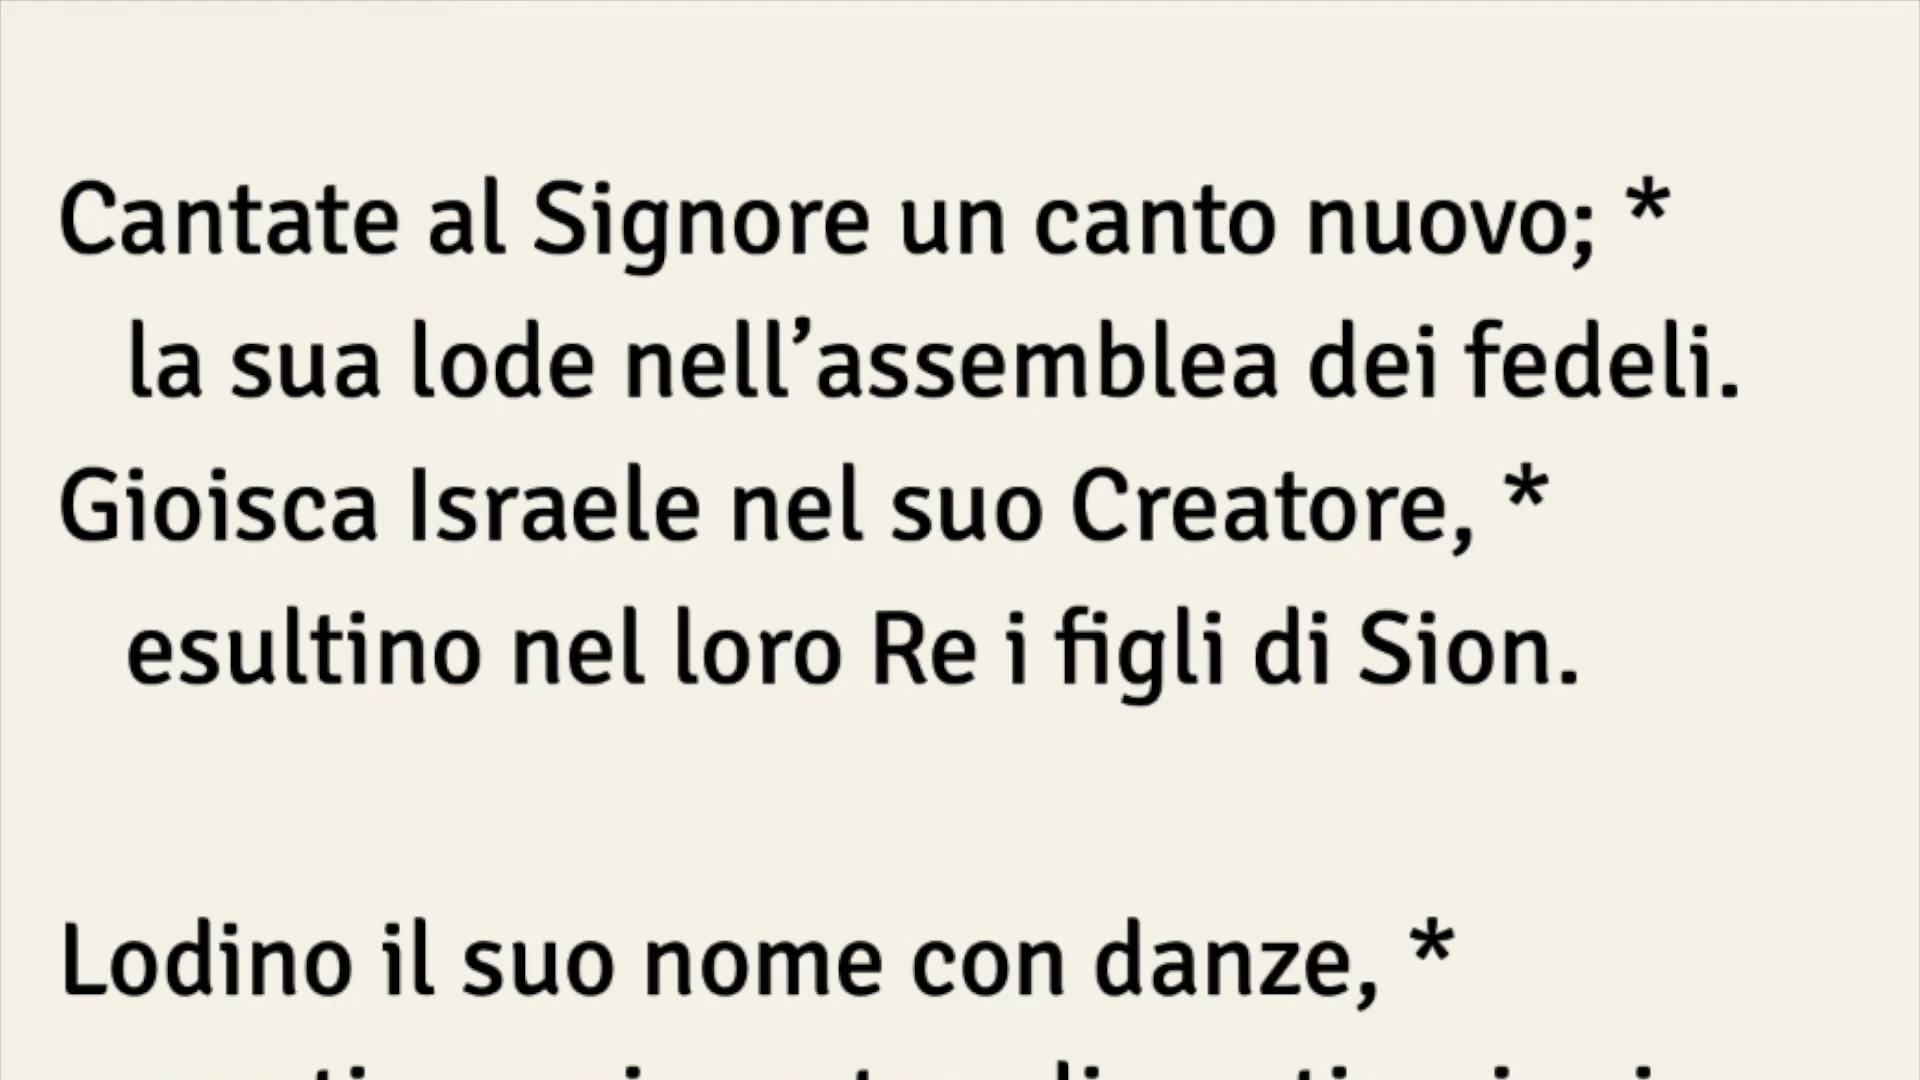 Cantate al Signore un canto nuovo; *
la sua lode nell’assemblea dei fedeli.
Gioisca Israele nel suo Creatore, *
esultino nel loro Re i figli di Sion.
Lodino il suo nome con danze, *